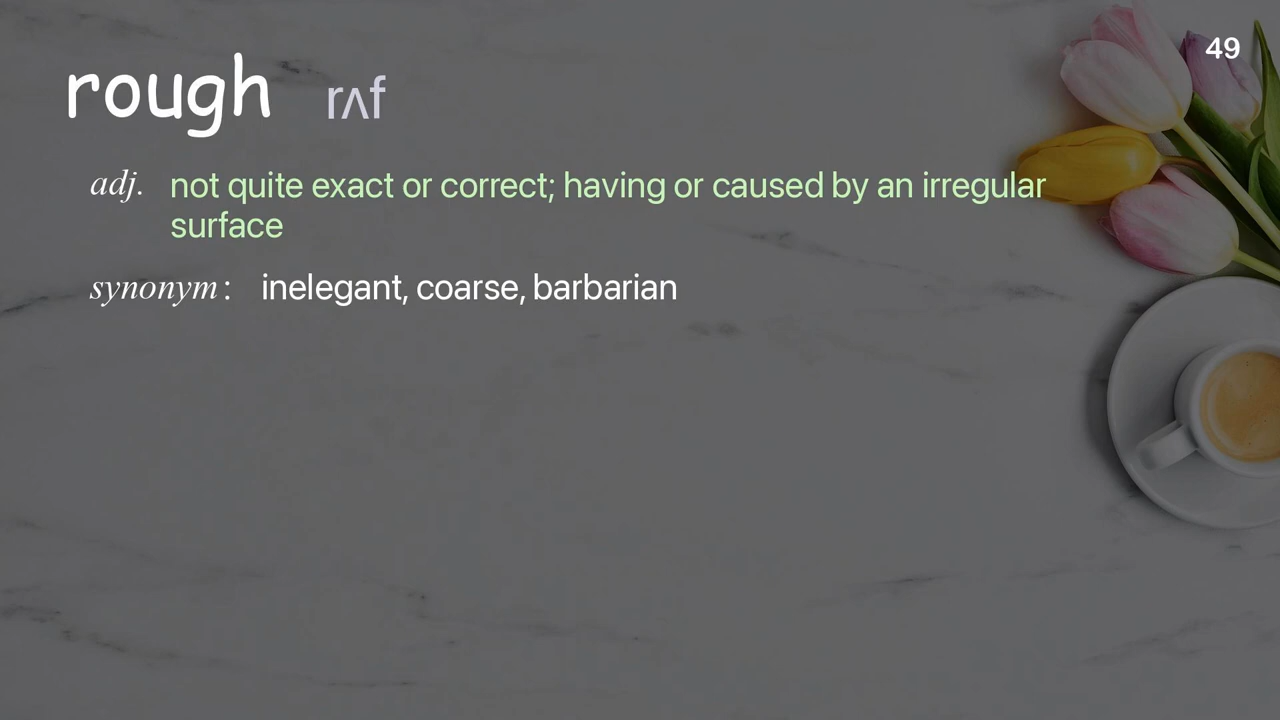 49
rough rʌf
adj. not quite exact or correct; having or caused by an irregular
surface
synonym : inelegant, coarse, barbarian